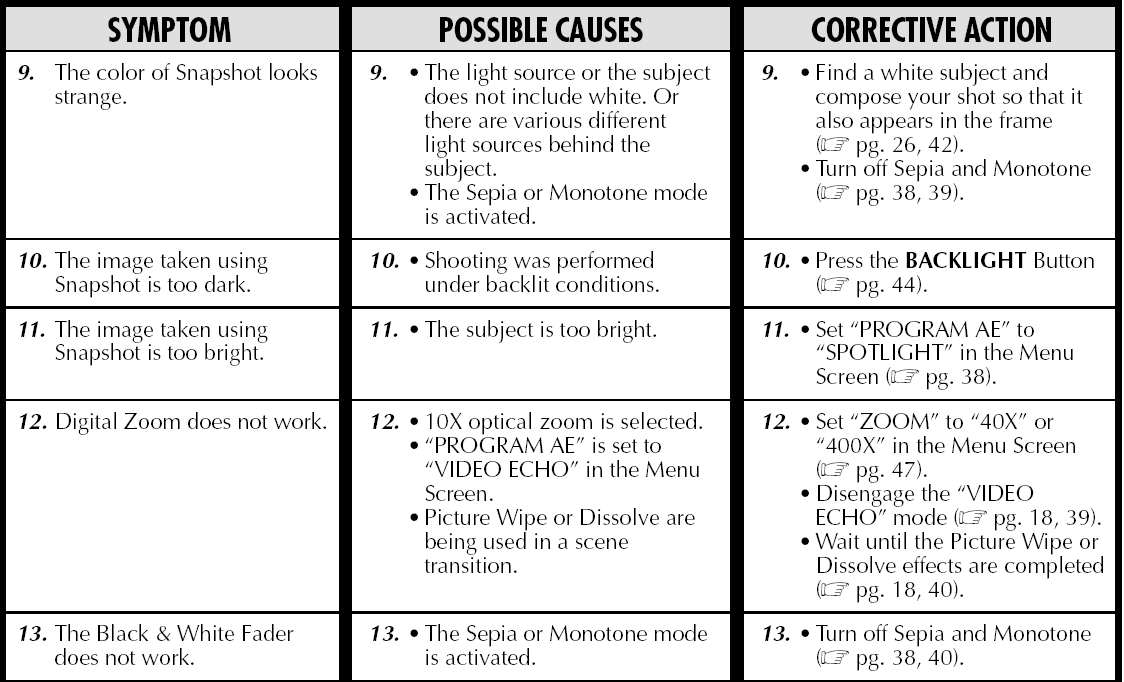 SYMPTOM
POSSIBLE CAUSES
CORRECTIVE ACTION
9. The color of Snapshot looks
strange.
9. • The light source or the subject
does not include white. Or
there are various different
light sources behind the
subject.
• The Sepia or Monotone mode
is activated.
9. • Find a white subject and
compose your shot so that it
also appears in the frame
(☞ pg. 26, 42).
• Turn off Sepia and Monotone
(☞ pg. 38, 39).
10. The image taken using
Snapshot is too dark.
10. • Shooting was performed
under backlit conditions.
10. • Press the BACKLIGHT Button
(☞ pg. 44).
11. The image taken using
Snapshot is too bright.
11. • The subject is too bright.
11. • Set “PROGRAM AE” to
“SPOTLIGHT” in the Menu
Screen (☞ pg. 38).
12. Digital Zoom does not work.
12. • 10X optical zoom is selected.
• “PROGRAM AE” is set to
“VIDEO ECHO” in the Menu
Screen.
• Picture Wipe or Dissolve are
being used in a scene
transition.
12. • Set “ZOOM” to “40X” or
“400X” in the Menu Screen
(☞ pg. 47).
• Disengage the “VIDEO
ECHO” mode (☞ pg. 18, 39).
• Wait until the Picture Wipe or
Dissolve effects are completed
(☞ pg. 18, 40).
13. The Black & White Fader
does not work.
13. • The Sepia or Monotone mode
is activated.
13. • Turn off Sepia and Monotone
(☞ pg. 38, 40).